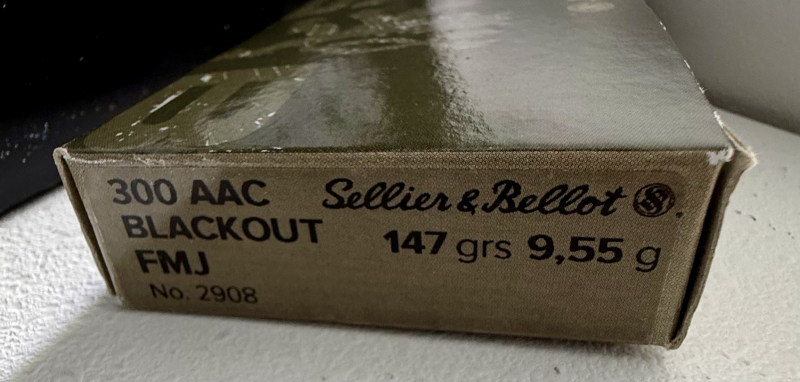 300 AAC
BLACKOUT
FMJ
No. 2908
Sellier & Bellot
147 grs 9,55 g